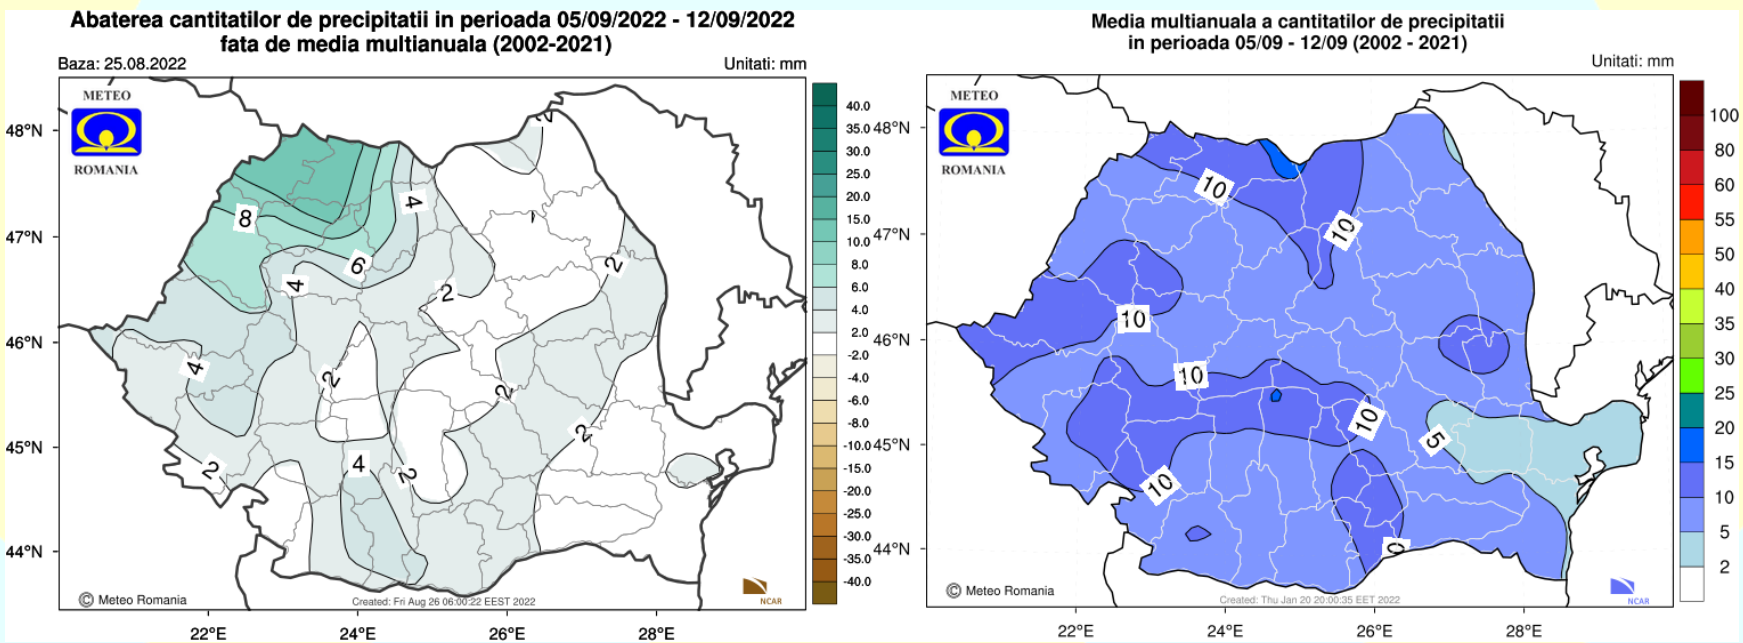 Abaterea cantitatilor de precipitatii in perioada 05/09/2022 - 12/09/2022
fata de media multianuala (2002-2021)
Baza: 25.08.2022
Unitati: mm
METEO
ROMANIA
48°N
47°N
46°N
45°N
44°N
22°E
24°E
26°E
28°E
2
4
8
6
4
2
2
4
2
2
2
4
2
2
40.0
35.0
30.0
25.0
20.0
15.0
10.0
8.0
6.0
4.0
2.0
-2.0
-4.0
-6.0
-8.0
-10.0
-15.0
-20.0
-25.0
-30.0
-35.0
-40.0
© Meteo Romania
Created: Fri Aug 26 06:00:22 EEST 2022
NCAR
Media multianuala a cantitatilor de precipitatii
in perioada 05/09 - 12/09 (2002 - 2021)
Unitati: mm
METEO
ROMANIA
48°N
47°N
46°N
45°N
44°N
22°E
24°E
26°E
28°E
10
10
10
10
10
5
10
0
100
80
60
55
50
40
35
30
25
20
15
10
5
2
© Meteo Romania
Created: Thu Jan 20 20:00:35 EET 2022
NCAR